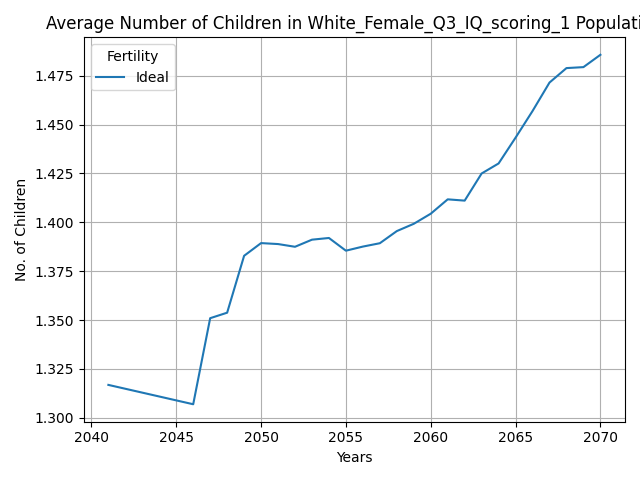 Average Number of Children in White_Female_Q3_IQ_scoring_1 Populati
Fertility
Ideal
1.475
1.450
1.425
1.400
1.375
1.350
1.325
1.300
No. of Children
2040 2045 2050 2055 2060 2065 2070
Years